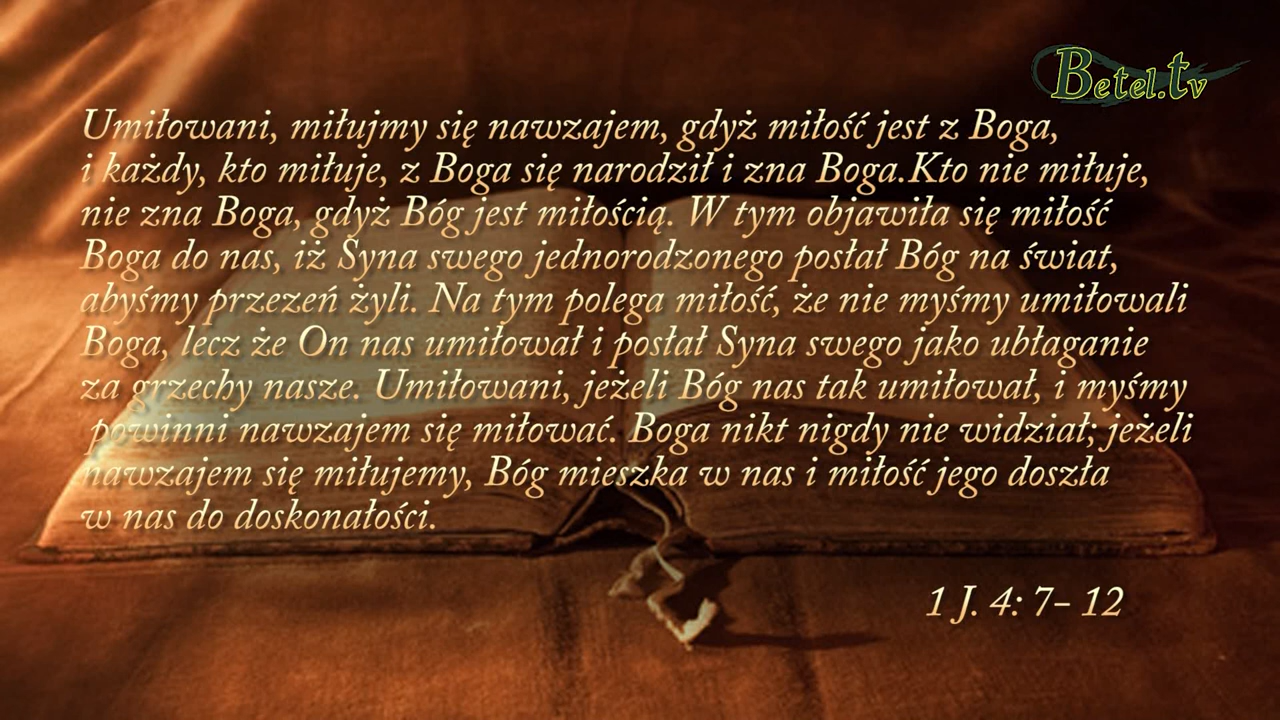 Betel.tv
Umiłowani, miłujmy się nawzajem, gdyż miłość jest z Boga,
i każdy, kto miłuje, z Boga się narodził i zna Boga.Kto nie miłuje,
nie zna Boga, gdyż Bóg jest miłością. W tym objawiła się miłość
Boga do nas, iż Syna swego jednorodzonego posłał Bóg na świat,
abyśmy przezeń żyli. Na tym polega miłość, że nie myśmy umiłowali
Boga, lecz że On nas umiłował i posłał Syna swego jako ubłaganie
za grzechy nasze. Umiłowani, jeżeli Bóg nas tak umiłował, i myśmy
powinni nawzajem się miłować. Boga nikt nigdy nie widział; jeżeli
nawzajem się miłujemy, Bóg mieszka w nas i miłość jego doszła
w nas do doskonałości.
1 J. 4: 7– 12